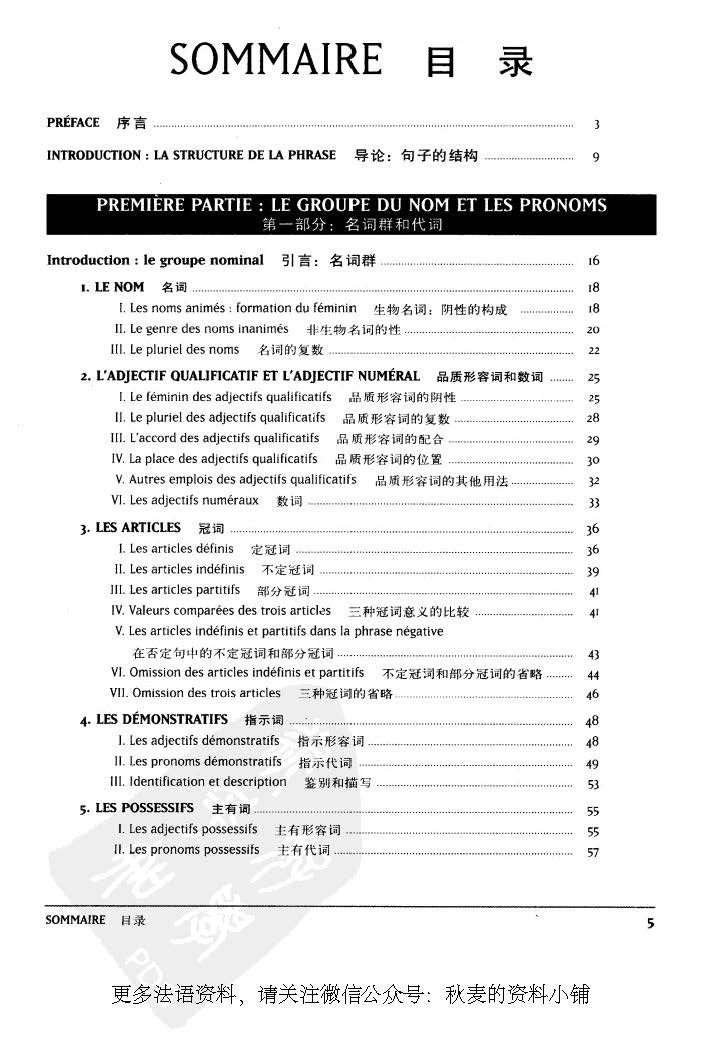 SOMMAIRE 目 录
PRÉFACE 序言 3
INTRODUCTION : LA STRUCTURE DE LA PHRASE 导论：句子的结构 9
PREMIÈRE PARTIE : LE GROUPE DU NOM ET LES PRONOMS
第一部分：名词群和代词
Introduction : le groupe nominal 引言：名词群 16
1. LE NOM 名词 18
I. Les noms animés : formation du féminin 生物名词：阴性的构成 18
II. Le genre des noms inanimés 非生物名词的性 20
III. Le pluriel des noms 名词的复数 22
2. L'ADJECTIF QUALIFICATIF ET L'ADJECTIF NUMÉRAL 品质形容词和数词 25
I. Le féminin des adjectifs qualificatifs 品质形容词的阴性 25
II. Le pluriel des adjectifs qualificatifs 品质形容词的复数 28
III. L'accord des adjectifs qualificatifs 品质形容词的配合 29
IV. La place des adjectifs qualificatifs 品质形容词的位置 30
V. Autres emplois des adjectifs qualificatifs 品质形容词的其他用法 32
VI. Les adjectifs numéraux 数词 33
3. LES ARTICLES 冠词 36
I. Les articles définis 定冠词 36
II. Les articles indéfinis 不定冠词 39
III. Les articles partitifs 部分冠词 41
IV. Valeurs comparées des trois articles 三种冠词意义的比较 41
V. Les articles indéfinis et partitifs dans la phrase négative
在否定句中的不定冠词和部分冠词 43
VI. Omission des articles indéfinis et partitifs 不定冠词和部分冠词的省略 44
VII. Omission des trois articles 三种冠词的省略 46
4. LES DÉMONSTRATIFS 指示词 48
I. Les adjectifs démonstratifs 指示形容词 48
II. Les pronoms démonstratifs 指示代词 49
III. Identification et description 鉴别和描写 53
5. LES POSSESSIFS 主有词 55
I. Les adjectifs possessifs 主有形容词 55
II. Les pronoms possessifs 主有代词 57
SOMMAIRE 目录 5
更多法语资料，请关注微信公众号：秋麦的资料小铺